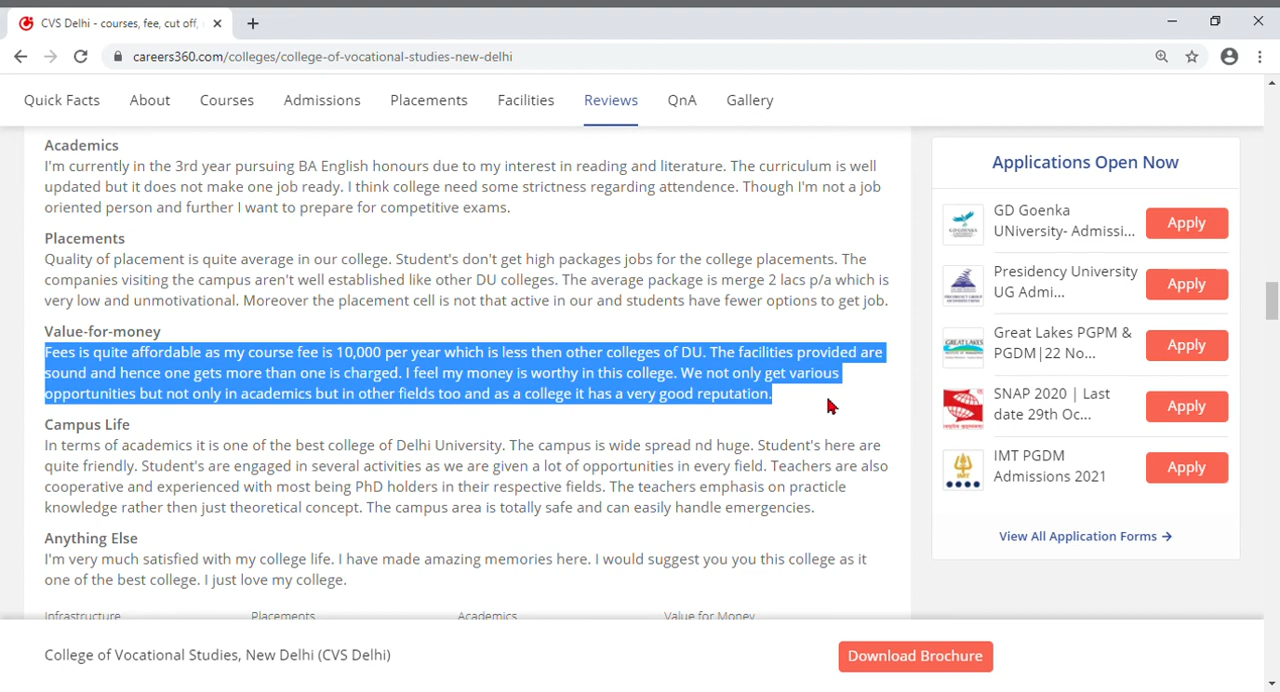 CVS Delhi - courses, fee, cut off,
careers360.com/colleges/college-of-vocational-studies-new-delhi
Quick Facts About Courses Admissions Placements Facilities Reviews QnA Gallery
Academics
I'm currently in the 3rd year pursuing BA English honours due to my interest in reading and literature. The curriculum is well
updated but it does not make one job ready. I think college need some strictness regarding attendence. Though I'm not a job
oriented person and further I want to prepare for competitive exams.
Placements
Quality of placement is quite average in our college. Student's don't get high packages jobs for the college placements. The
companies visiting the campus aren't well established like other DU colleges. The average package is merge 2 lacs p/a which is
very low and unmotivational. Moreover the placement cell is not that active in our and students have fewer options to get job.
Value-for-money
Fees is quite affordable as my course fee is 10,000 per year which is less then other colleges of DU. The facilities provided are
sound and hence one gets more than one is charged. I feel my money is worthy in this college. We not only get various
opportunities but not only in academics but in other fields too and as a college it has a very good reputation.
Campus Life
In terms of academics it is one of the best college of Delhi University. The campus is wide spread nd huge. Student's here are
quite friendly. Student's are engaged in several activities as we are given a lot of opportunities in every field. Teachers are also
cooperative and experienced with most being PhD holders in their respective fields. The teachers emphasis on practicle
knowledge rather then just theoretical concept. The campus area is totally safe and can easily handle emergencies.
Anything Else
I'm very much satisfied with my college life. I have made amazing memories here. I would suggest you you this college as it
one of the best college. I just love my college.
Infrastructure Placements Academics Value for Money
Applications Open Now
GD Goenka
UNiversity- Admissi...
Apply
Presidency University
UG Admi...
Apply
Great Lakes PGPM &
PGDM|22 No...
Apply
SNAP 2020 | Last
date 29th Oc...
Apply
IMT PGDM
Admissions 2021
Apply
View All Application Forms →
College of Vocational Studies, New Delhi (CVS Delhi)
Download Brochure